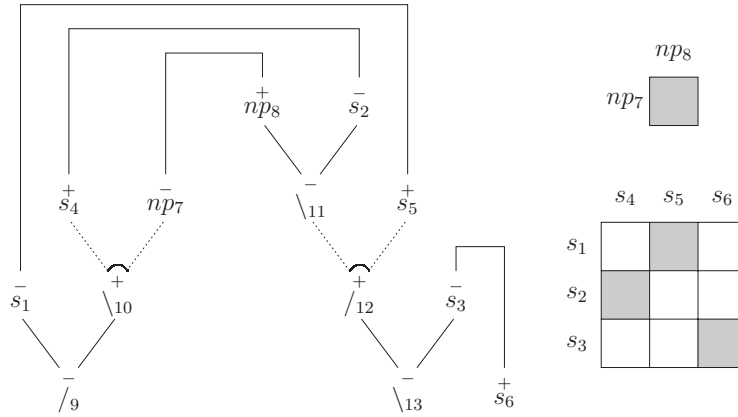 np₈
+ −
np₈ s₂
np₇
+ − − +
s₄ np₇ \₁₁ s₅
s₄ s₅ s₆
s₁
− + + −
s₁ \₁₀ /₁₂ s₃
s₂
s₃
− − +
/₉ \₁₃ s₆